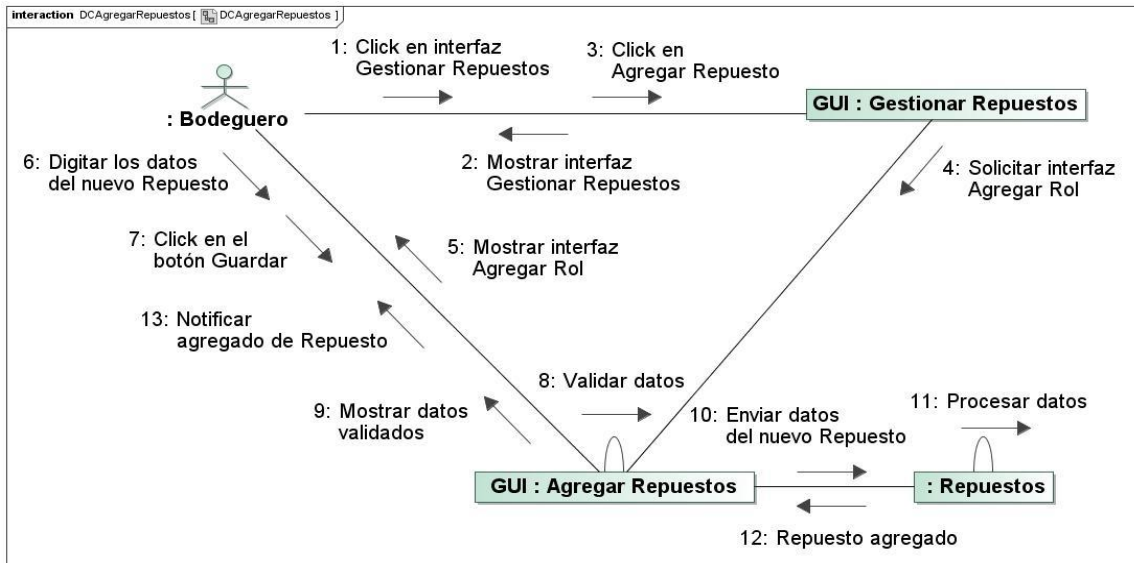 interaction DCAgregarRepuestos [ DCAgregarRepuestos ]
1: Click en interfaz
Gestionar Repuestos
3: Click en
Agregar Repuesto
: Bodeguero
GUI : Gestionar Repuestos
2: Mostrar interfaz
Gestionar Repuestos
6: Digitar los datos
del nuevo Repuesto
4: Solicitar interfaz
Agregar Rol
7: Click en el
botón Guardar
5: Mostrar interfaz
Agregar Rol
13: Notificar
agregado de Repuesto
8: Validar datos
9: Mostrar datos
validados
10: Enviar datos
del nuevo Repuesto
11: Procesar datos
GUI : Agregar Repuestos
: Repuestos
12: Repuesto agregado